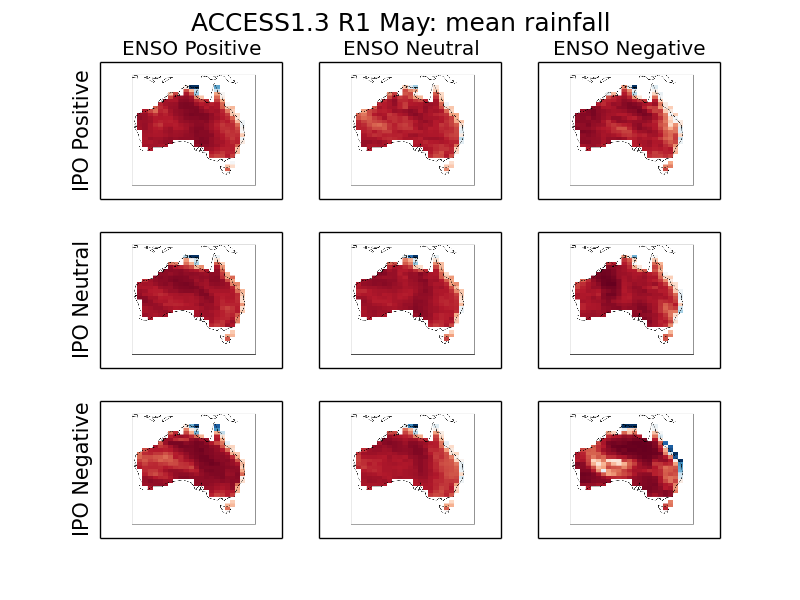 ACCESS1.3 R1 May: mean rainfall
ENSO Positive
ENSO Neutral
ENSO Negative
IPO Positive
IPO Neutral
IPO Negative